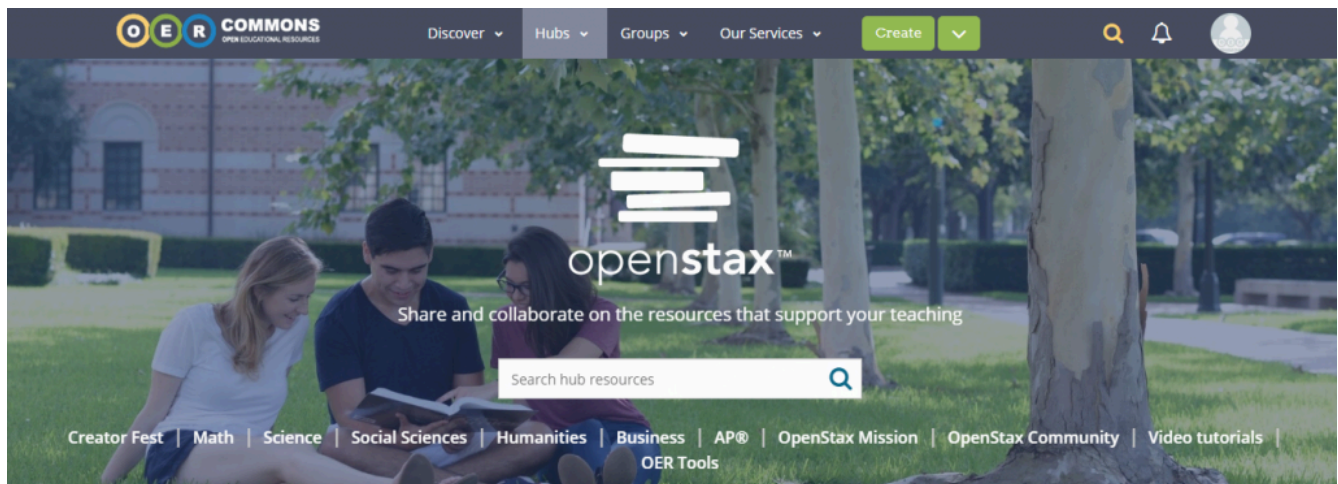 OER COMMONS
OPEN EDUCATIONAL RESOURCES
Discover Hubs Groups Our Services Create
openstax™
Share and collaborate on the resources that support your teaching
Search hub resources
Creator Fest | Math | Science | Social Sciences | Humanities | Business | AP® | OpenStax Mission | OpenStax Community | Video tutorials |
OER Tools